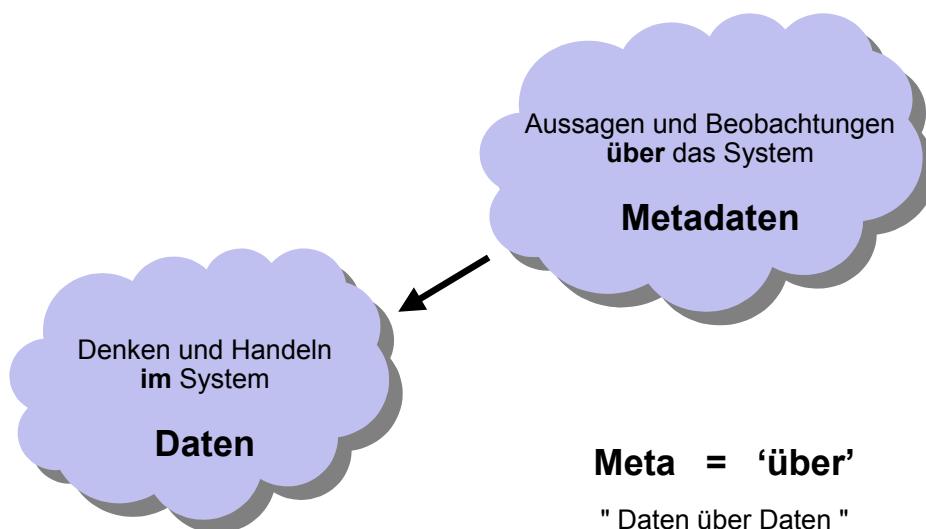 Aussagen und Beobachtungen
über das System
Metadaten
Denken und Handeln
im System
Daten
Meta = ‘über’
" Daten über Daten "